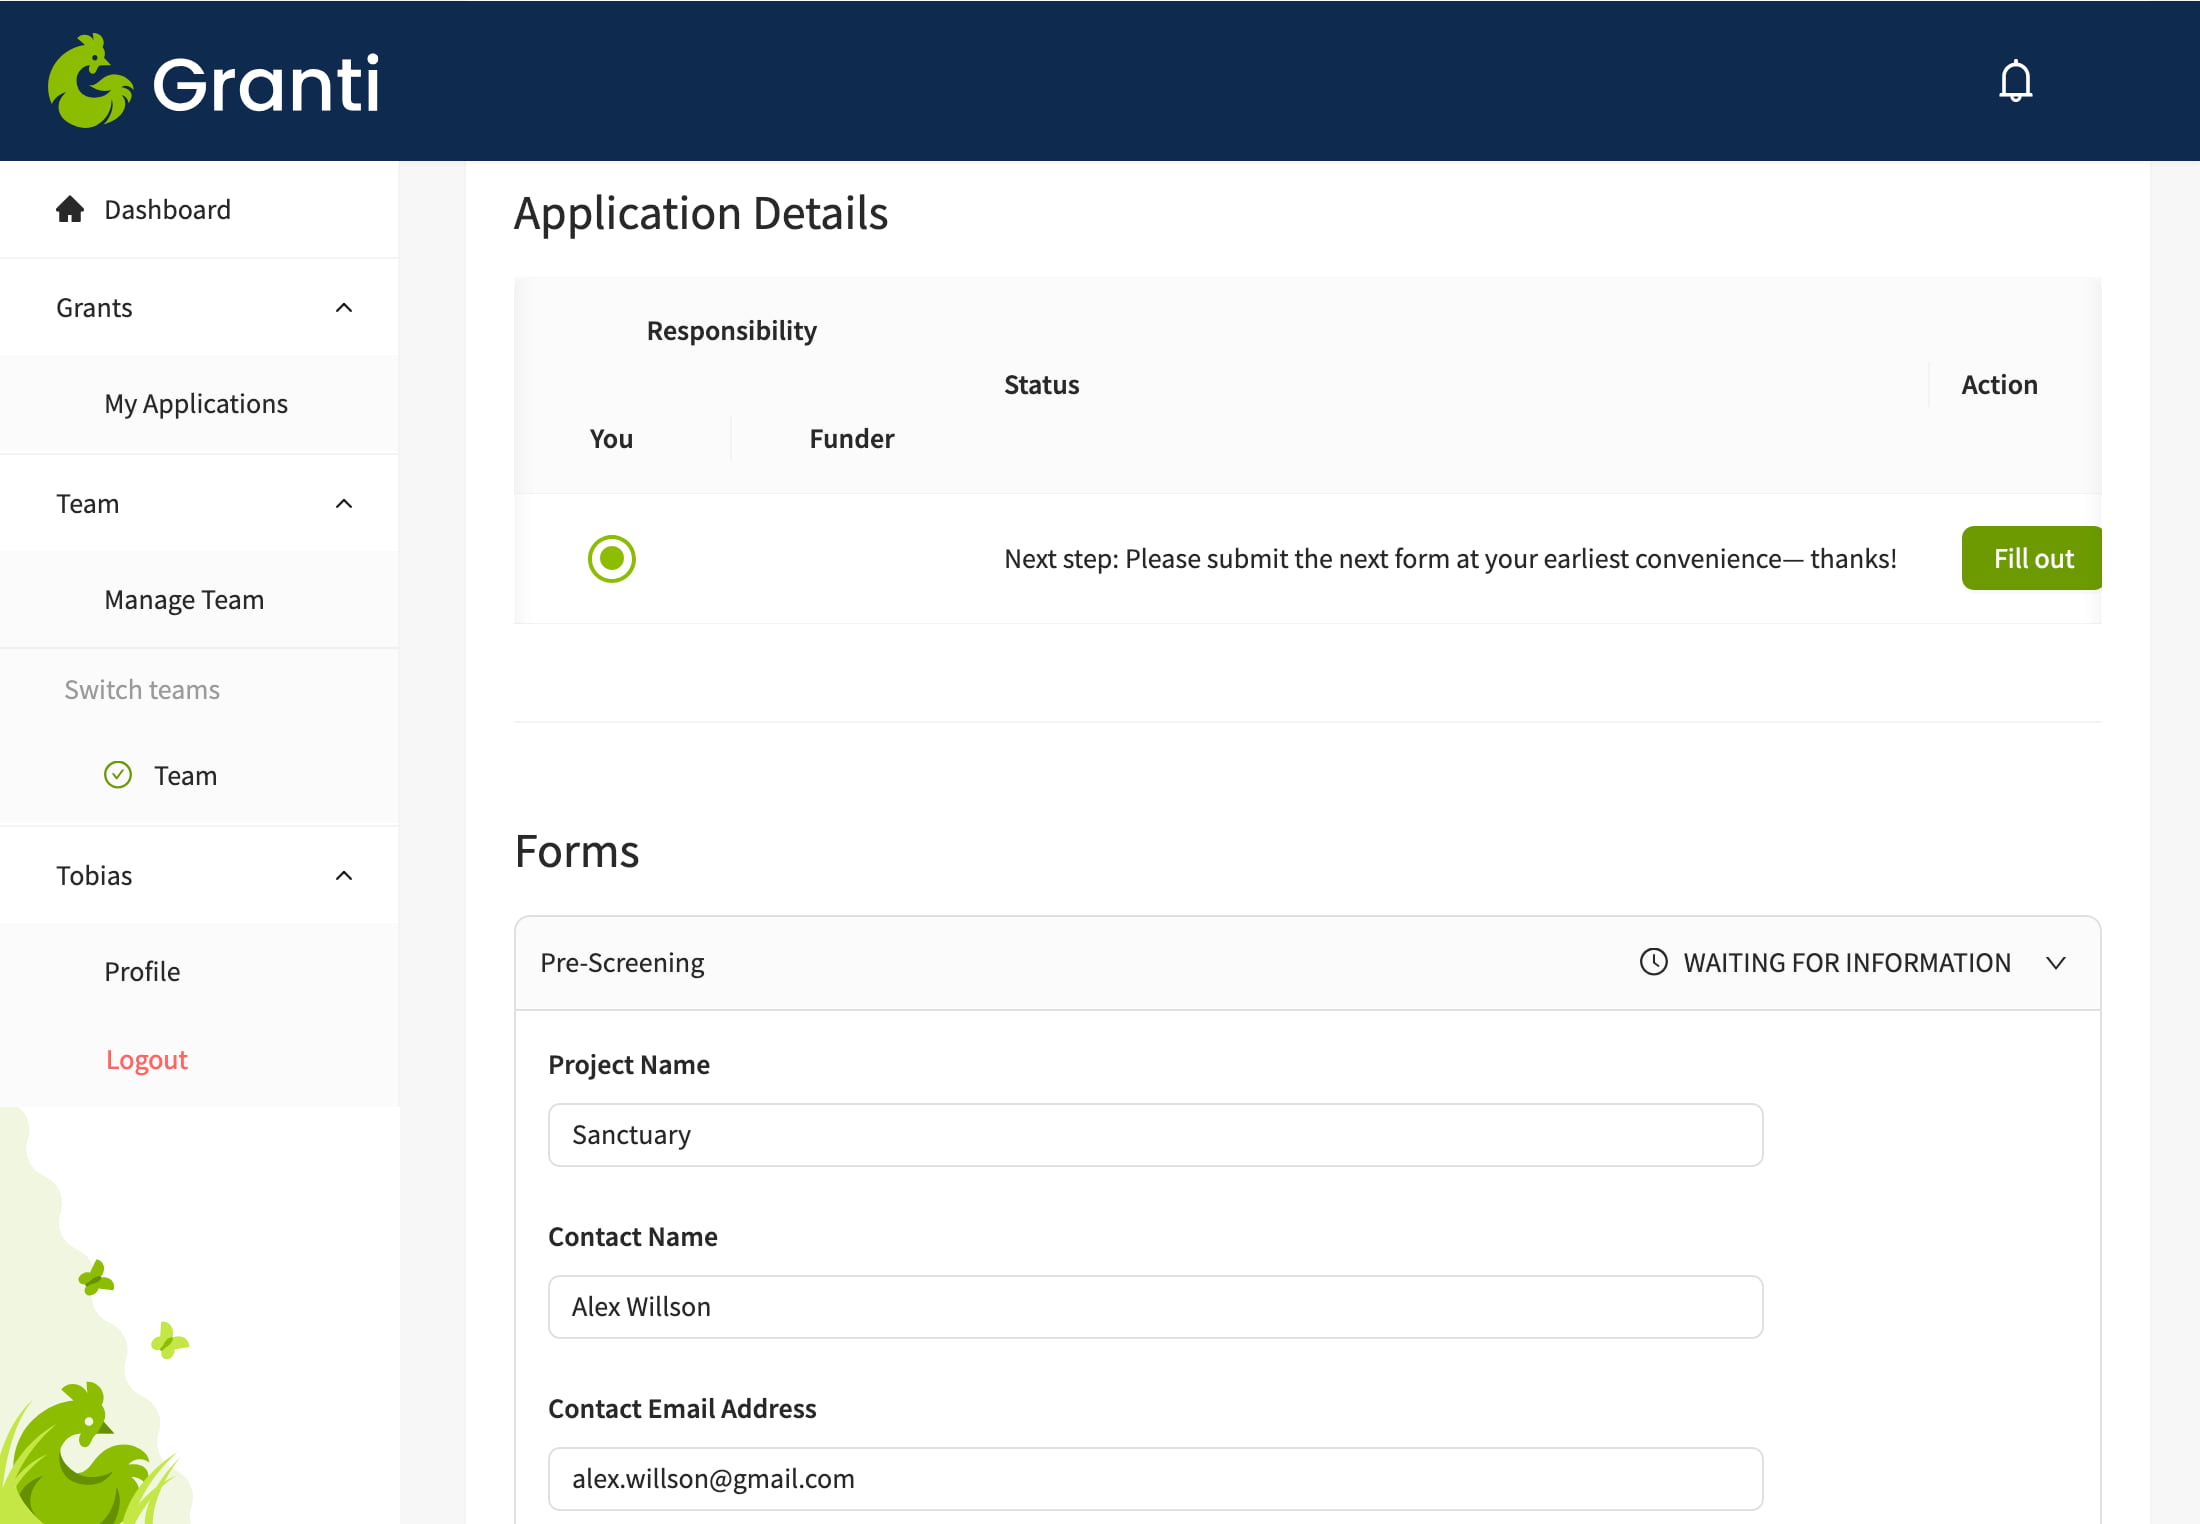 Granti
Dashboard
Grants
My Applications
Team
Manage Team
Switch teams
Team
Tobias
Profile
Logout
Application Details
Responsibility
Status
Action
You
Funder
Next step: Please submit the next form at your earliest convenience— thanks!
Fill out
Forms
Pre-Screening
WAITING FOR INFORMATION
Project Name
Sanctuary
Contact Name
Alex Willson
Contact Email Address
alex.willson@gmail.com